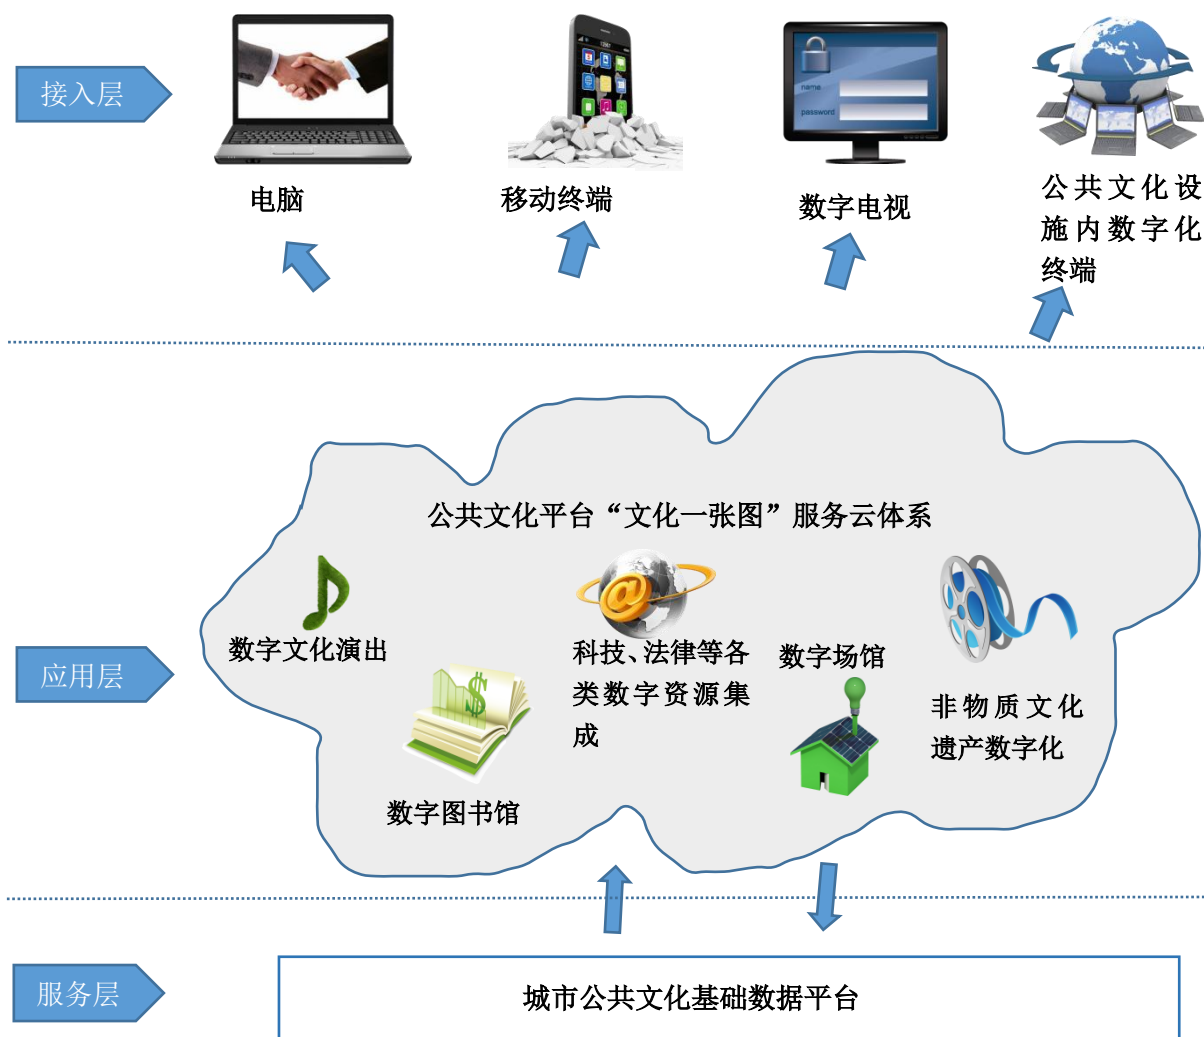 接入层
name
password
电脑
移动终端
数字电视
公共文化设
施内数字化
终端
公共文化平台“文化一张图”服务云体系
数字文化演出
科技、法律等各
类数字资源集
成
数字场馆
应用层
非物质文化
遗产数字化
数字图书馆
服务层
城市公共文化基础数据平台